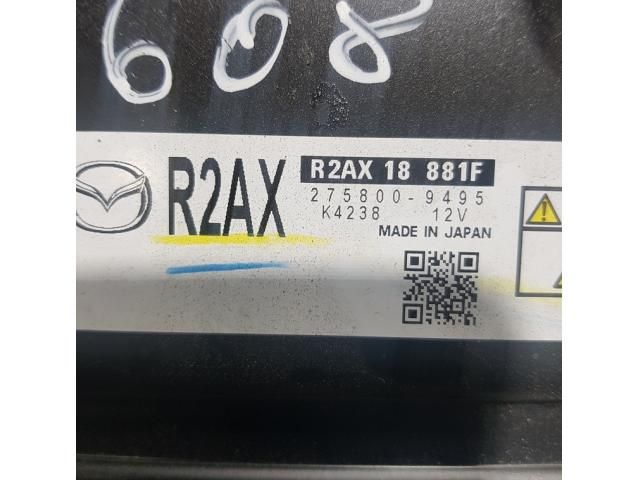 608
R2AX
R2AX 18 881F
275800-9495
K4238 12V
MADE IN JAPAN